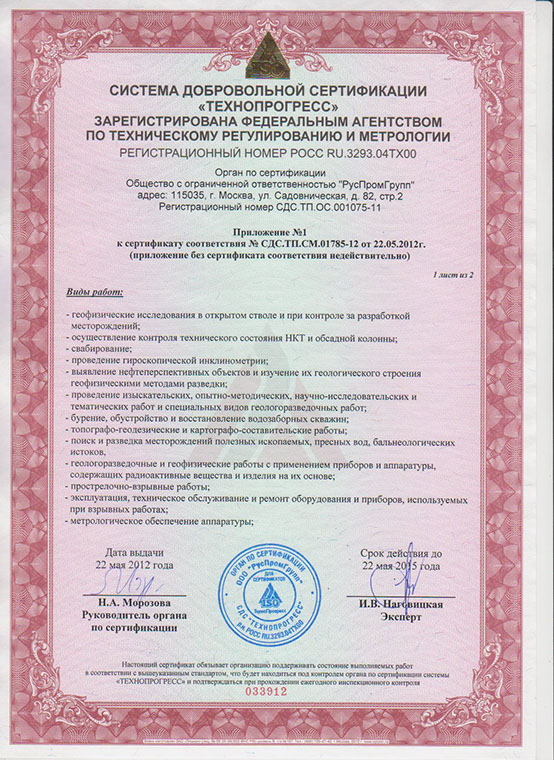 СИСТЕМА ДОБРОВОЛЬНОЙ СЕРТИФИКАЦИИ
«ТЕХНОПРОГРЕСС»
ЗАРЕГИСТРИРОВАНА ФЕДЕРАЛЬНЫМ АГЕНТСТВОМ
ПО ТЕХНИЧЕСКОМУ РЕГУЛИРОВАНИЮ И МЕТРОЛОГИИ
РЕГИСТРАЦИОННЫЙ НОМЕР РОСС RU.3293.04ТХ00
Орган по сертификации
Общество с ограниченной ответственностью "РусПромГрупп"
адрес: 115035, г. Москва, ул. Садовническая, д. 82, стр.2
Регистрационный номер СДС.ТП.ОС.001075-11
Приложение №1
к сертификату соответствия № СДС.ТП.СМ.01785-12 от 22.05.2012г.
(приложение без сертификата соответствия недействительно)
1 лист из 2
Виды работ:
- геофизические исследования в открытом стволе и при контроле за разработкой
месторождений;
- осуществление контроля технического состояния НКТ и обсадной колонны;
- свабирование;
- проведение гироскопической инклинометрии;
- выявление нефтеперспективных объектов и изучение их геологического строения
геофизическими методами разведки;
- проведение изыскательских, опытно-методических, научно-исследовательских и
тематических работ и специальных видов геологоразведочных работ;
- бурение, обустройство и восстановление водозаборных скважин;
- топографо-геодезические и картографо-составительские работы;
- поиск и разведка месторождений полезных ископаемых, пресных вод, бальнеологических
истоков,
- геологоразведочные и геофизические работы с применением приборов и аппаратуры,
содержащих радиоактивные вещества и изделия на их основе;
- прострелочно-взрывные работы;
- эксплуатация, техническое обслуживание и ремонт оборудования и приборов, используемых
при взрывных работах;
- метрологическое обеспечение аппаратуры;
Дата выдачи
22 мая 2012 года
Н.А. Морозова
Руководитель органа
по сертификации
ОРГАН ПО СЕРТИФИКАЦИИ
ООО "РусПромГрупп"
ДЛЯ
СЕРТИФИКАТОВ
ISO
ТехноПрогресс
СДС "ТЕХНОПРОГРЕСС"
р.н. РОСС RU.3293.04ТХ00
Срок действия до
22 мая 2015 года
И.В. Наговицкая
Эксперт
Настоящий сертификат обязывает организацию поддерживать состояние выполняемых работ
в соответствии с вышеуказанным стандартом, что будет находиться под контролем органа по сертификации системы
«ТЕХНОПРОГРЕСС» и подтверждаться при прохождении ежегодного инспекционного контроля
033912